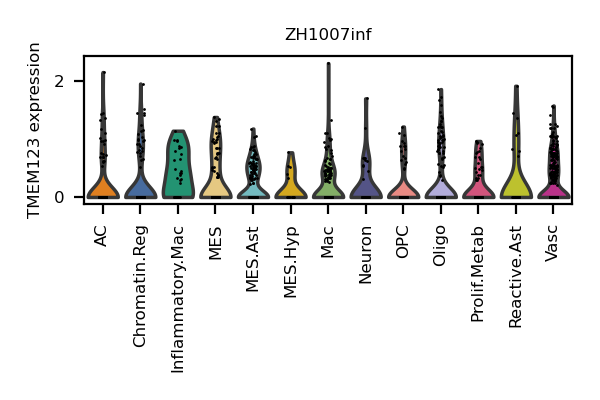 ZH1007inf
TMEM123 expression
2
0
AC
Chromatin.Reg
Inflammatory.Mac
MES
MES.Ast
MES.Hyp
Mac
Neuron
OPC
Oligo
Prolif.Metab
Reactive.Ast
Vasc